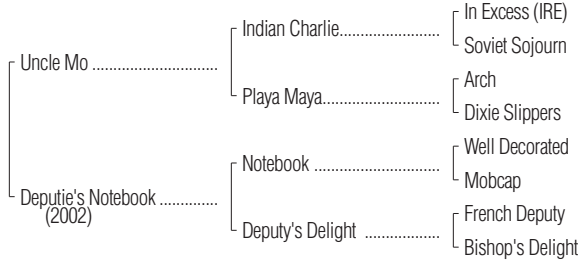 In Excess (IRE)
Indian Charlie.......................
Soviet Sojourn
Uncle Mo ..............................
Arch
Playa Maya............................
Dixie Slippers
Well Decorated
Notebook ..............................
Mobcap
Deputie's Notebook ..............
(2002)
French Deputy
Deputy's Delight ..................
Bishop's Delight